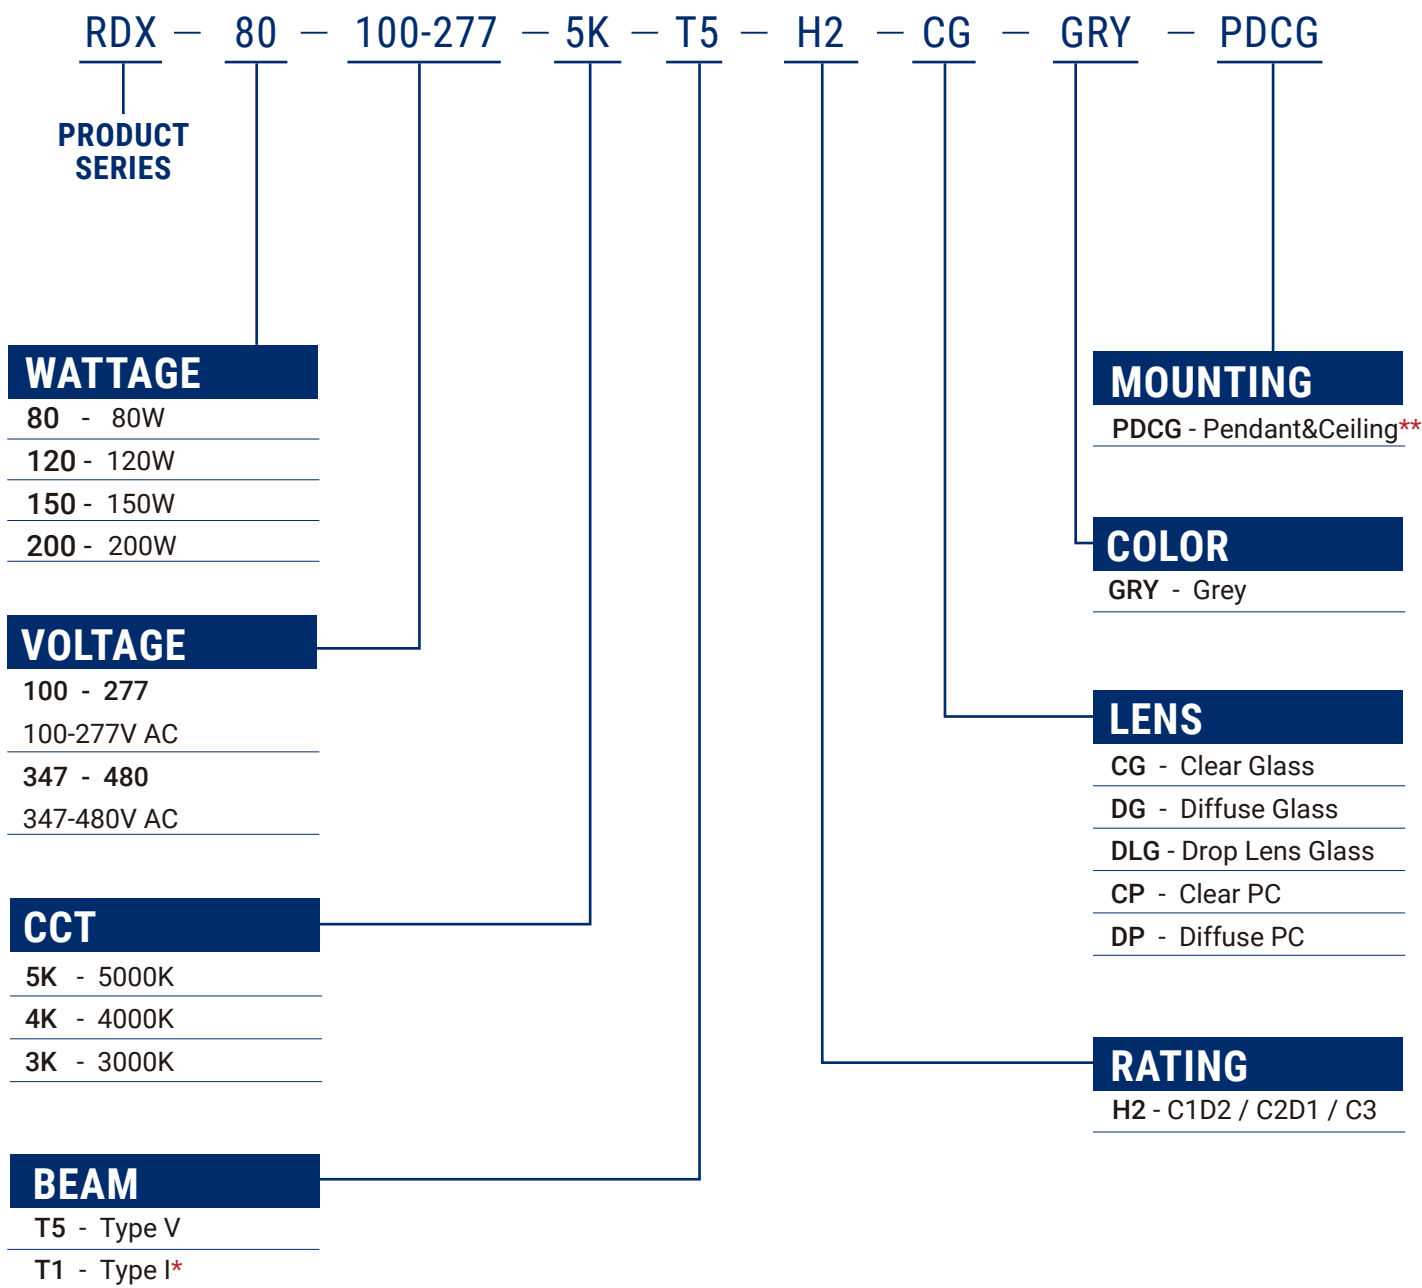 RDX — 80 — 100-277 — 5K — T5 — H2 — CG — GRY — PDCG
PRODUCT
SERIES
WATTAGE
80 - 80W
120 - 120W
150 - 150W
200 - 200W
VOLTAGE
100 - 277
100-277V AC
347 - 480
347-480V AC
CCT
5K - 5000K
4K - 4000K
3K - 3000K
BEAM
T5 - Type V
T1 - Type I*
MOUNTING
PDCG - Pendant&Ceiling**
COLOR
GRY - Grey
LENS
CG - Clear Glass
DG - Diffuse Glass
DLG - Drop Lens Glass
CP - Clear PC
DP - Diffuse PC
RATING
H2 - C1D2 / C2D1 / C3